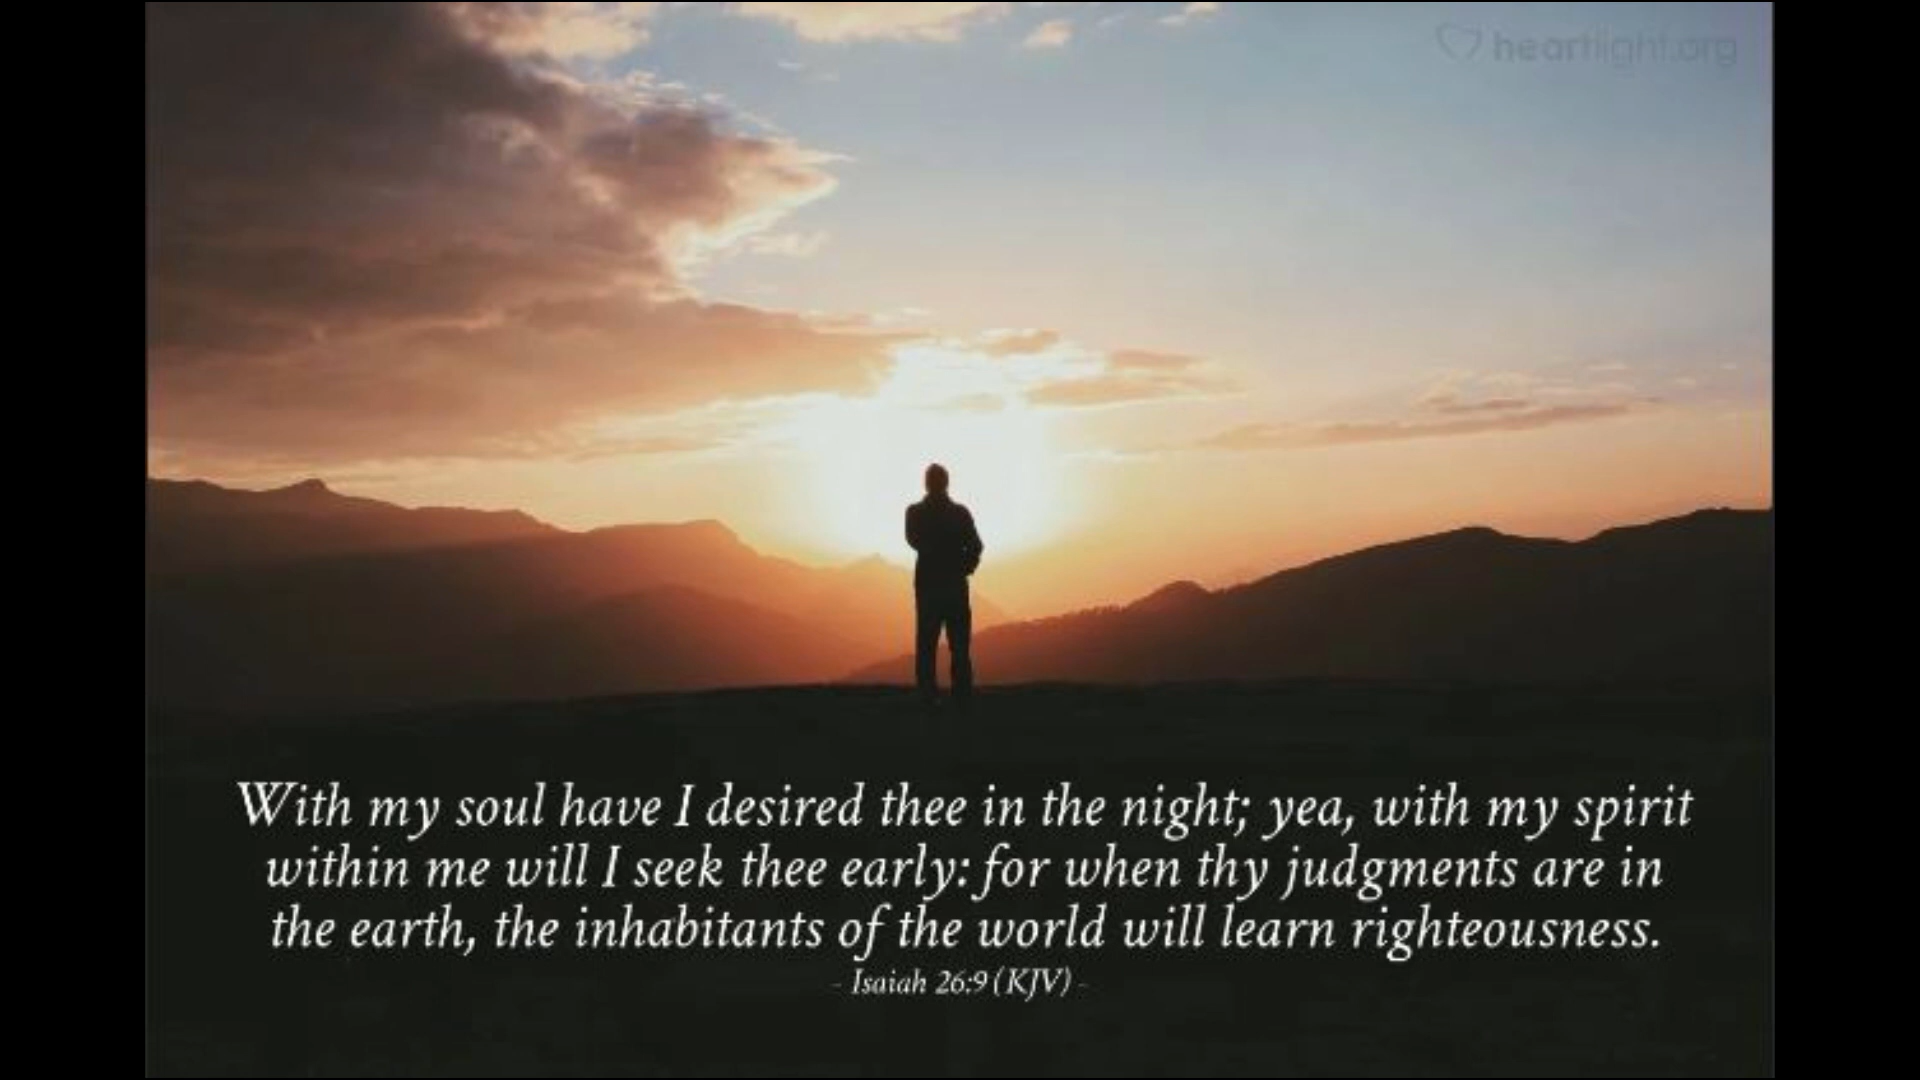 heartlight.org
With my soul have I desired thee in the night; yea, with my spirit
within me will I seek thee early: for when thy judgments are in
the earth, the inhabitants of the world will learn righteousness.
- Isaiah 26:9 (KJV) -